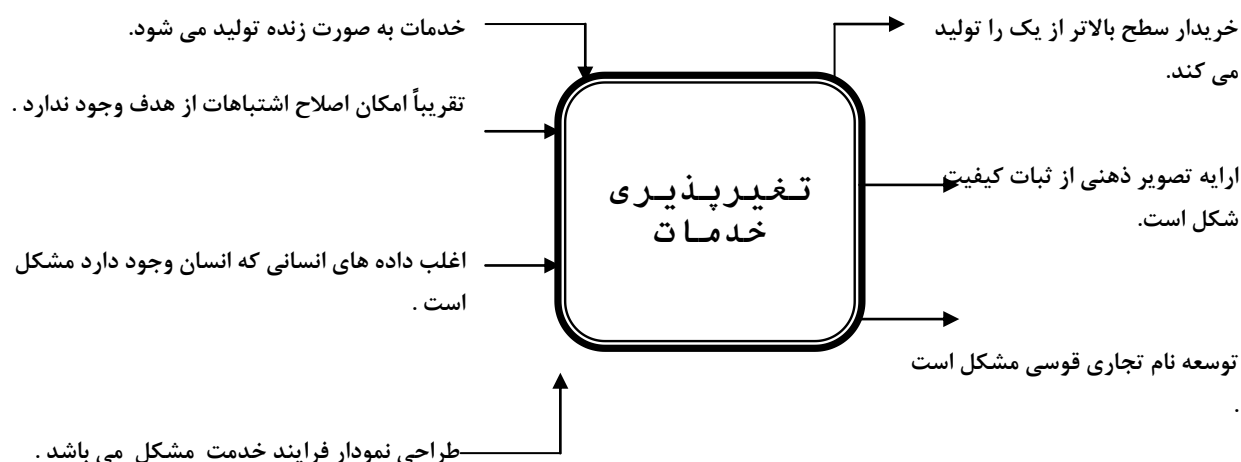 خریدار سطح بالاتر از یک را تولید
می کند.
ارایه تصویر ذهنی از ثبات کیفیت
شکل است.
توسعه نام تجاری قوسی مشکل است
.
تغیرپذیری
خدمات
خدمات به صورت زنده تولید می شود.
تقریباً امکان اصلاح اشتباهات از هدف وجود ندارد .
اغلب داده های انسانی که انسان وجود دارد مشکل
است .
طراحی نمودار فرایند خدمت مشکل می باشد .